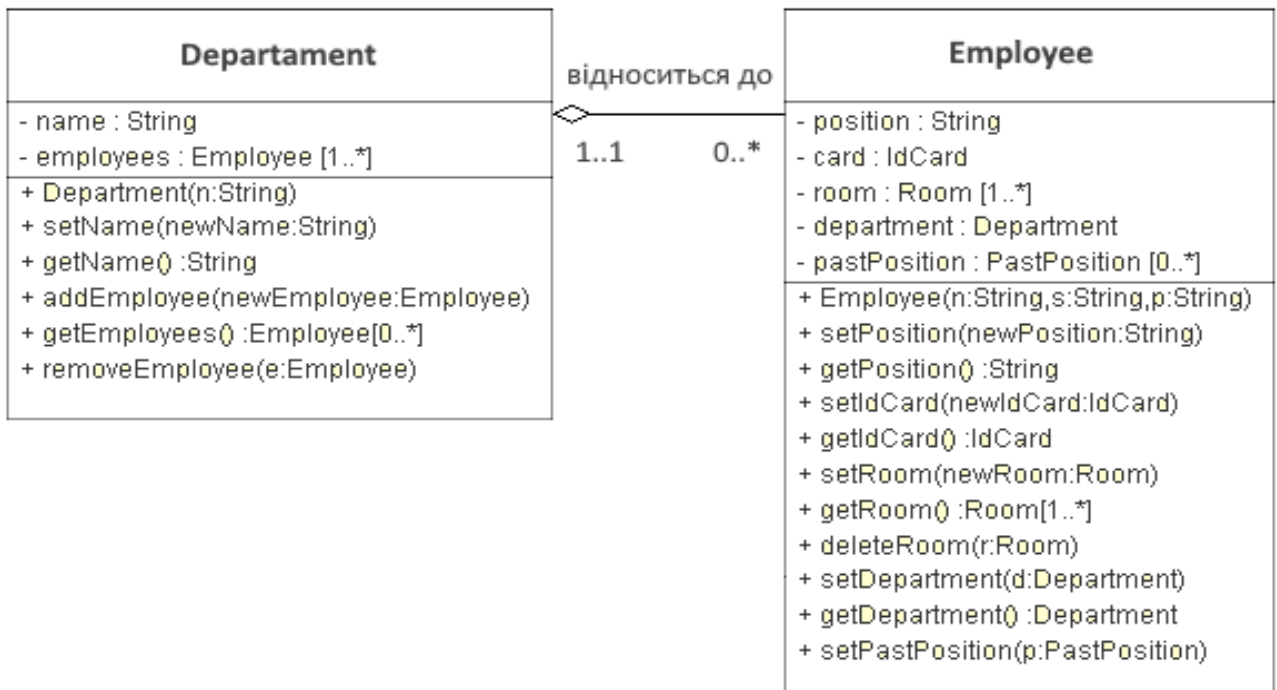 Departament
- name : String
- employees : Employee [1..*]
+ Department(n:String)
+ setName(newName:String)
+ getName() :String
+ addEmployee(newEmployee:Employee)
+ getEmployees() :Employee[0..*]
+ removeEmployee(e:Employee)
відноситься до
1..1 0..*
Employee
- position : String
- card : IdCard
- room : Room [1..*]
- department : Department
- pastPosition : PastPosition [0..*]
+ Employee(n:String,s:String,p:String)
+ setPosition(newPosition:String)
+ getPosition() :String
+ setIdCard(newIdCard:IdCard)
+ getIdCard() :IdCard
+ setRoom(newRoom:Room)
+ getRoom() :Room[1..*]
+ deleteRoom(r:Room)
+ setDepartment(d:Department)
+ getDepartment() :Department
+ setPastPosition(p:PastPosition)